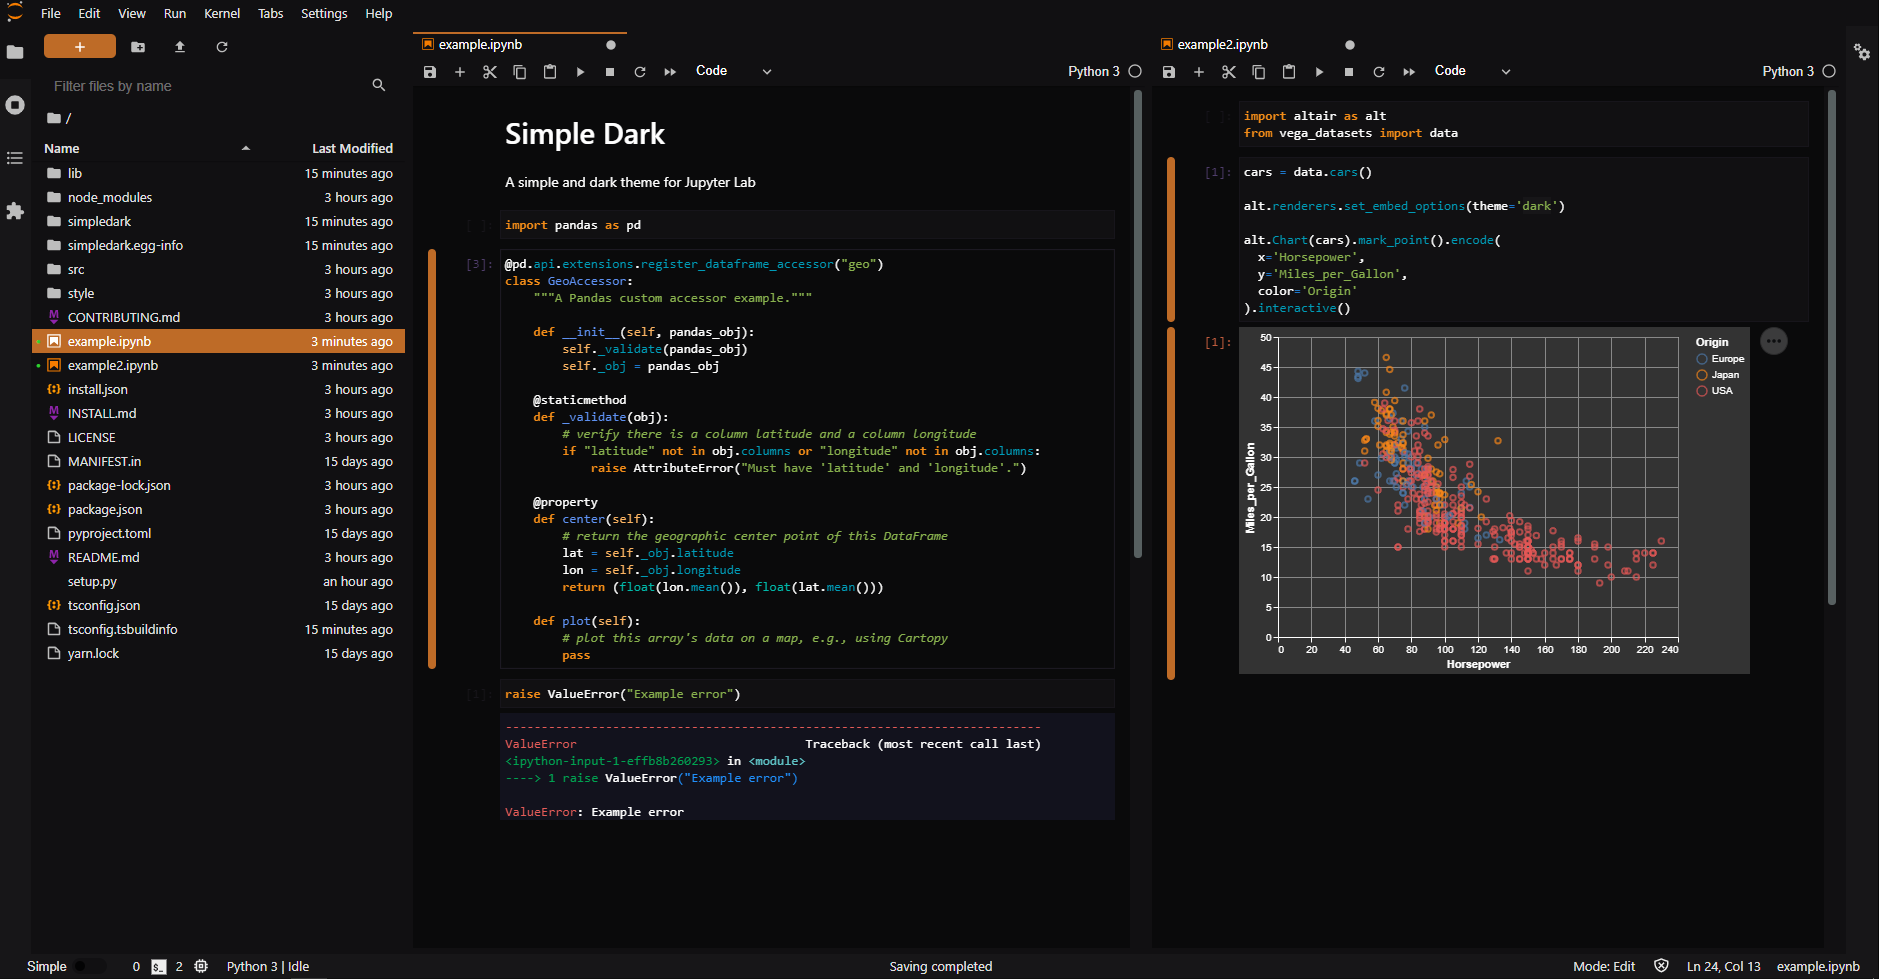 File Edit View Run Kernel Tabs Settings Help
Filter files by name
/
Name Last Modified
lib 15 minutes ago
node_modules 3 hours ago
simpledark 15 minutes ago
simpledark.egg-info 15 minutes ago
src 3 hours ago
style 3 hours ago
CONTRIBUTING.md 3 hours ago
example.ipynb 3 minutes ago
example2.ipynb 3 minutes ago
install.json 3 hours ago
INSTALL.md 3 hours ago
LICENSE 3 hours ago
MANIFEST.in 15 days ago
package-lock.json 3 hours ago
package.json 3 hours ago
pyproject.toml 15 days ago
README.md 3 hours ago
setup.py an hour ago
tsconfig.json 15 days ago
tsconfig.tsbuildinfo 15 minutes ago
yarn.lock 15 days ago
example.ipynb
Code Python 3
Simple Dark
A simple and dark theme for Jupyter Lab
[ ]: import pandas as pd
[3]: @pd.api.extensions.register_dataframe_accessor("geo")
class GeoAccessor:
"""A Pandas custom accessor example."""
def __init__(self, pandas_obj):
self._validate(pandas_obj)
self._obj = pandas_obj
@staticmethod
def _validate(obj):
# verify there is a column latitude and a column longitude
if "latitude" not in obj.columns or "longitude" not in obj.columns:
raise AttributeError("Must have 'latitude' and 'longitude'.")
@property
def center(self):
# return the geographic center point of this DataFrame
lat = self._obj.latitude
lon = self._obj.longitude
return (float(lon.mean()), float(lat.mean()))
def plot(self):
# plot this array's data on a map, e.g., using Cartopy
pass
[1]: raise ValueError("Example error")
---------------------------------------------------------------------------
ValueError Traceback (most recent call last)
<ipython-input-1-effb8b260293> in <module>
----> 1 raise ValueError("Example error")
ValueError: Example error
example2.ipynb
Code Python 3
[ ]: import altair as alt
from vega_datasets import data
[1]: cars = data.cars()
alt.renderers.set_embed_options(theme='dark')
alt.Chart(cars).mark_point().encode(
x='Horsepower',
y='Miles_per_Gallon',
color='Origin'
).interactive()
[1]:
50
45
40
35
30
25
20
15
10
5
0
Miles_per_Gallon
0 20 40 60 80 100 120 140 160 180 200 220 240
Horsepower
Origin
Europe
Japan
USA
Simple 0 $_ 2 Python 3 | Idle Saving completed Mode: Edit Ln 24, Col 13 example.ipynb